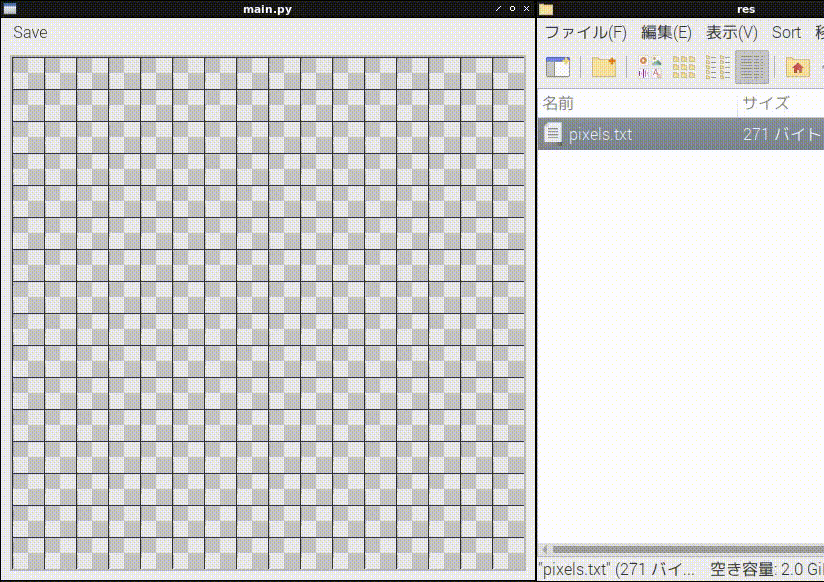 main.py
Save
res
ファイル(F) 編集(E) 表示(V) Sort 移
名前 サイズ
pixels.txt 271 バイト
"pixels.txt" (271 バイ... 空き容量: 2.0 Gi